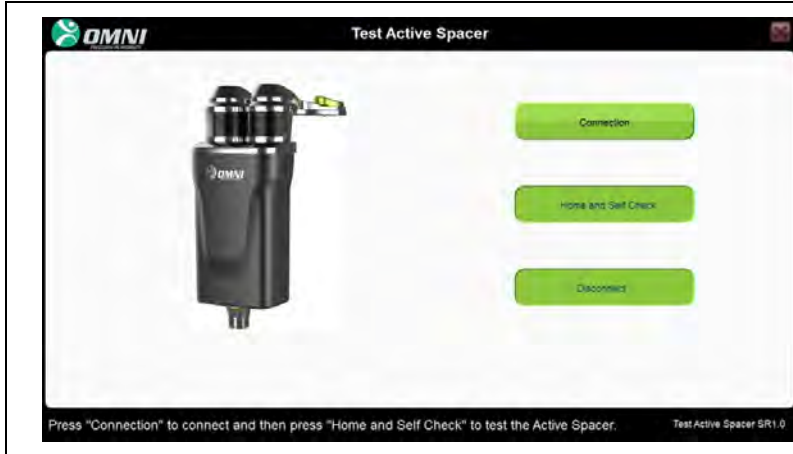 OMNI
Test Active Spacer
OMNI
Connection
Home and Self Check
Disconnect
Press "Connection" to connect and then press "Home and Self Check" to test the Active Spacer.
Test Active Spacer SR1.0